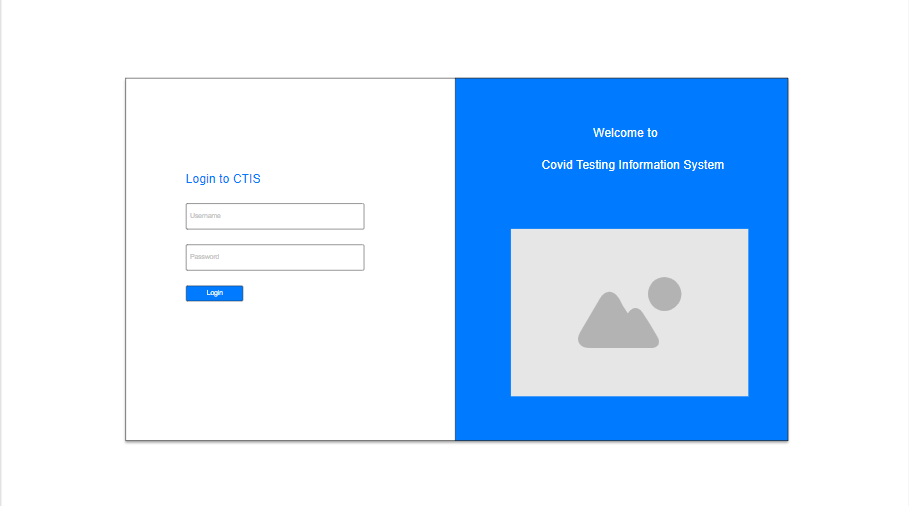 Login to CTIS
Username
Password
Login
Welcome to
Covid Testing Information System